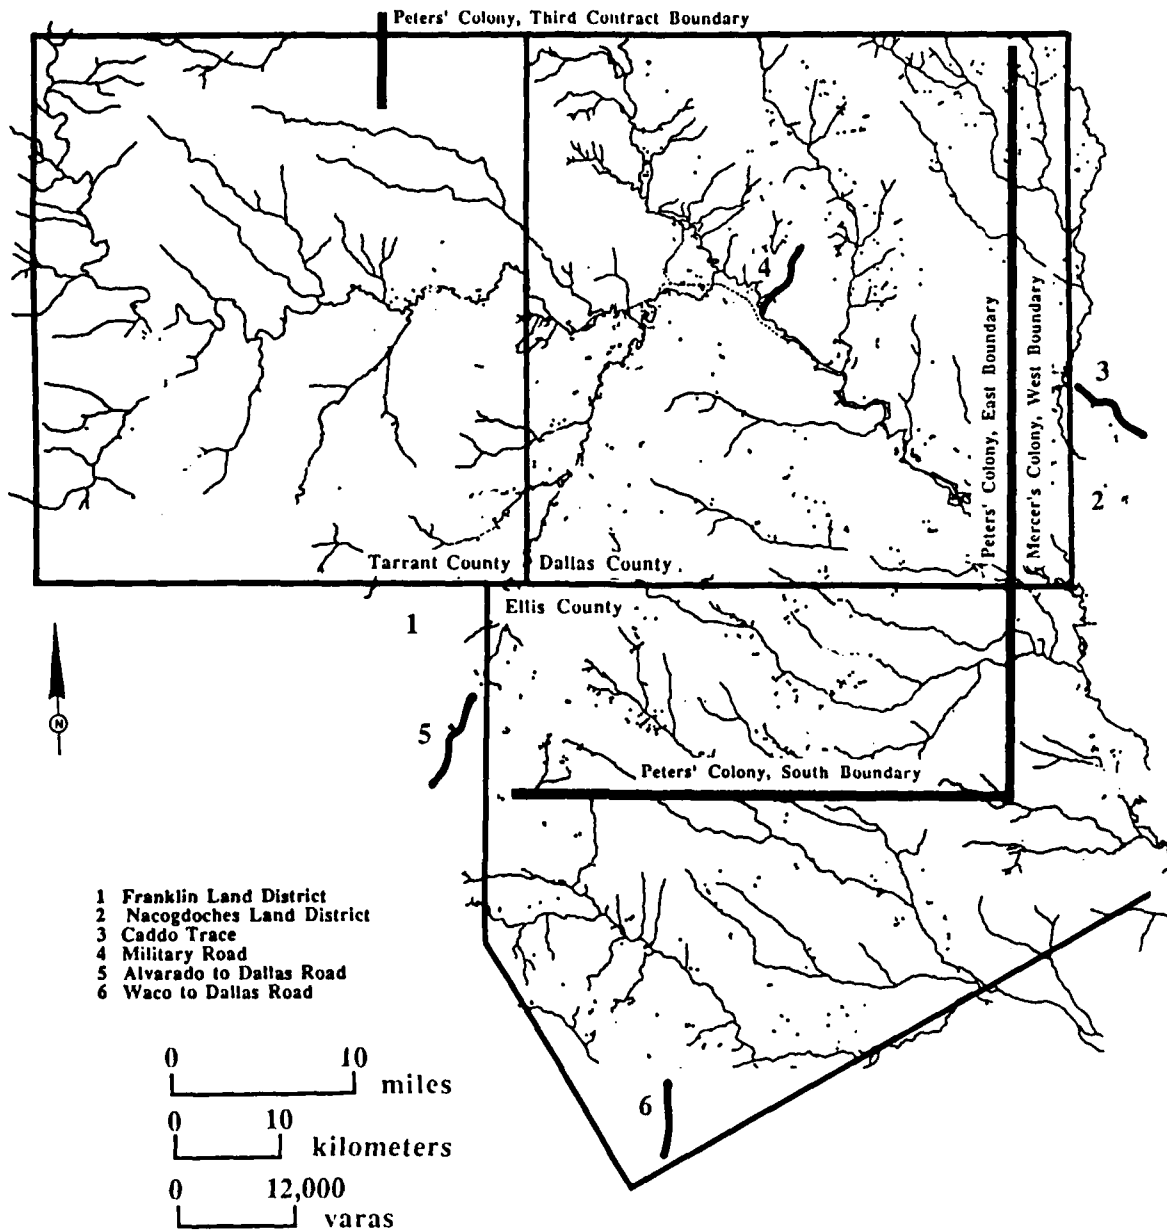 Peters' Colony, Third Contract Boundary
4
Peters' Colony, East Boundary
Mercer's Colony, West Boundary
3
2
Tarrant County
Dallas County
1
Ellis County
N
5
Peters' Colony, South Boundary
1 Franklin Land District
2 Nacogdoches Land District
3 Caddo Trace
4 Military Road
5 Alvarado to Dallas Road
6 Waco to Dallas Road
0 10
miles
6
0 10
kilometers
0 12,000
varas